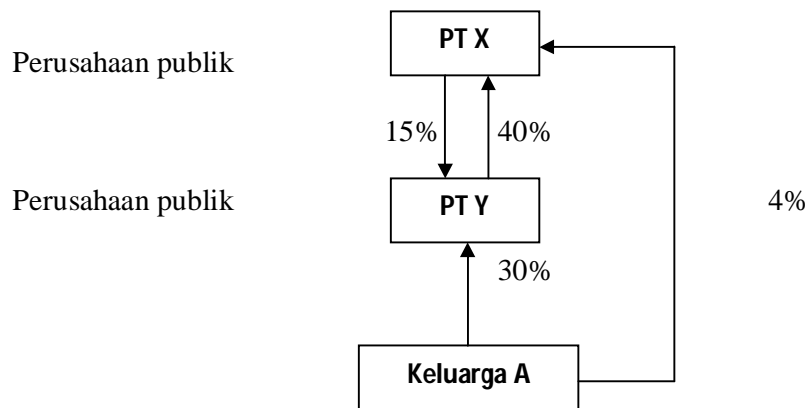 PT X
Perusahaan publik
15% 40%
Perusahaan publik
PT Y
4%
30%
Keluarga A